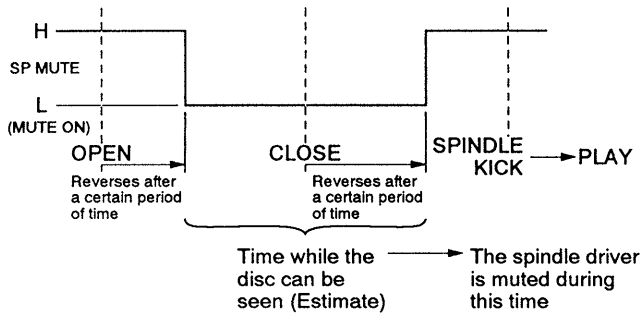 H
SP MUTE
L
(MUTE ON)
OPEN
Reverses after
a certain period
of time
CLOSE
Reverses after
a certain period
of time
SPINDLE
KICK
PLAY
Time while the
disc can be
seen (Estimate)
The spindle driver
is muted during
this time